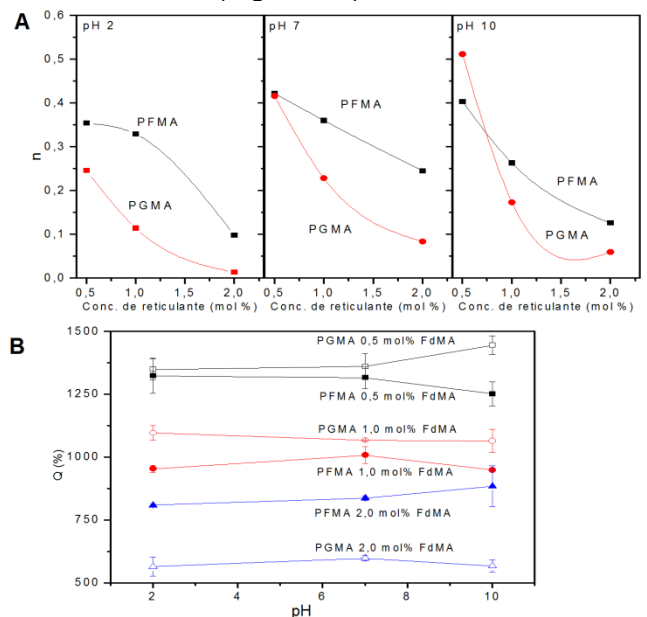 A
pH 2
pH 7
pH 10
0,6
0,5
0,4
0,3
0,2
0,1
0,0
n
PFMA
PGMA
PFMA
PGMA
PFMA
PGMA
0,5 1,0 1,5 2,0
0,5 1,0 1,5 2,0
0,5 1,0 1,5 2,0
Conc. de reticulante (mol %)
Conc. de reticulante (mol %)
Conc. de reticulante (mol %)
B
1500
1250
1000
750
500
Q (%)
PGMA 0,5 mol% FdMA
PFMA 0,5 mol% FdMA
PGMA 1,0 mol% FdMA
PFMA 1,0 mol% FdMA
PFMA 2,0 mol% FdMA
PGMA 2,0 mol% FdMA
2 4 6 8 10
pH